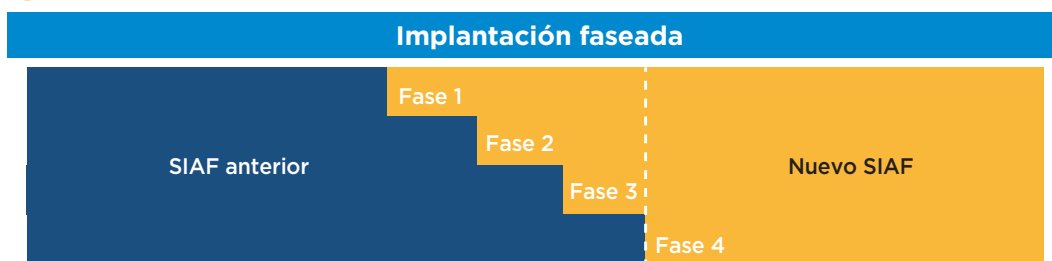 Implantación faseada
Fase 1
Fase 2
SIAF anterior
Nuevo SIAF
Fase 3
Fase 4